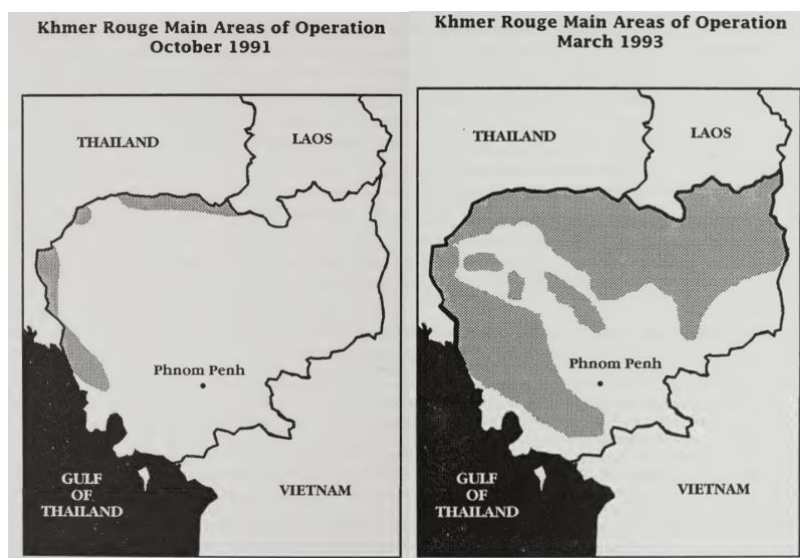 Khmer Rouge Main Areas of Operation
October 1991
THAILAND
LAOS
Phnom Penh
GULF
OF
THAILAND
VIETNAM
Khmer Rouge Main Areas of Operation
March 1993
THAILAND
LAOS
Phnom Penh
GULF
OF
THAILAND
VIETNAM